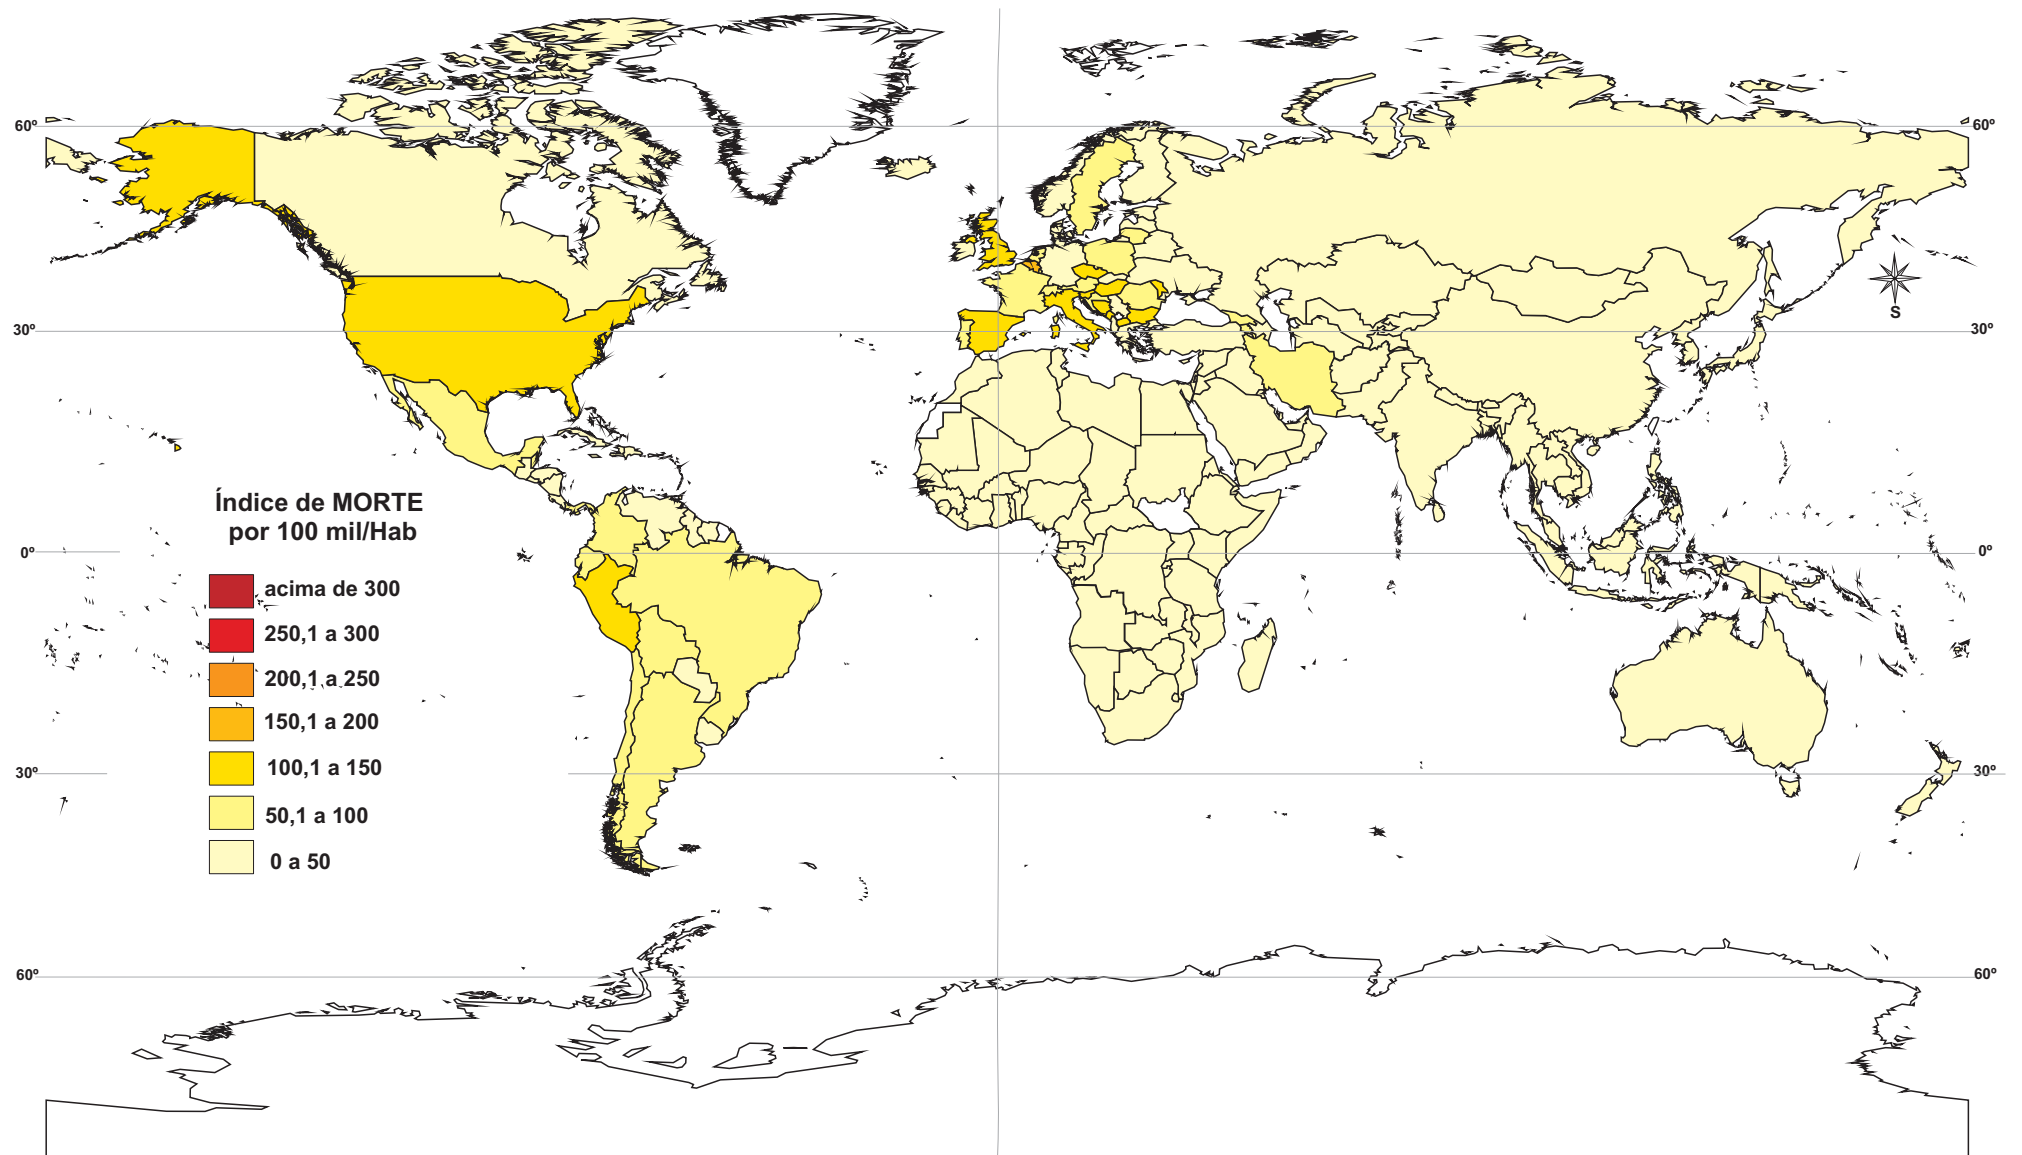 60º
60º
S
30º
30º
Índice de MORTE
por 100 mil/Hab
0º
0º
acima de 300
250,1 a 300
200,1 a 250
150,1 a 200
100,1 a 150
30º
30º
50,1 a 100
0 a 50
60º
60º